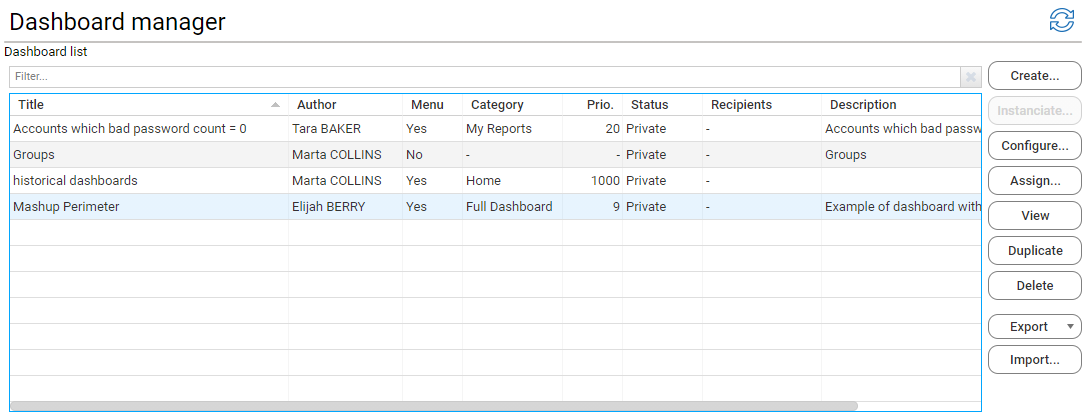 Dashboard manager
Dashboard list
Filter...
Create...
Title Author Menu Category Prio. Status Recipients Description
Instanciate...
Accounts which bad password count = 0 Tara BAKER Yes My Reports 20 Private - Accounts which bad passw
Configure...
Groups Marta COLLINS No - - Private - Groups
historical dashboards Marta COLLINS Yes Home 1000 Private -
Assign...
Mashup Perimeter Elijah BERRY Yes Full Dashboard 9 Private - Example of dashboard with
View
Duplicate
Delete
Export
Import...